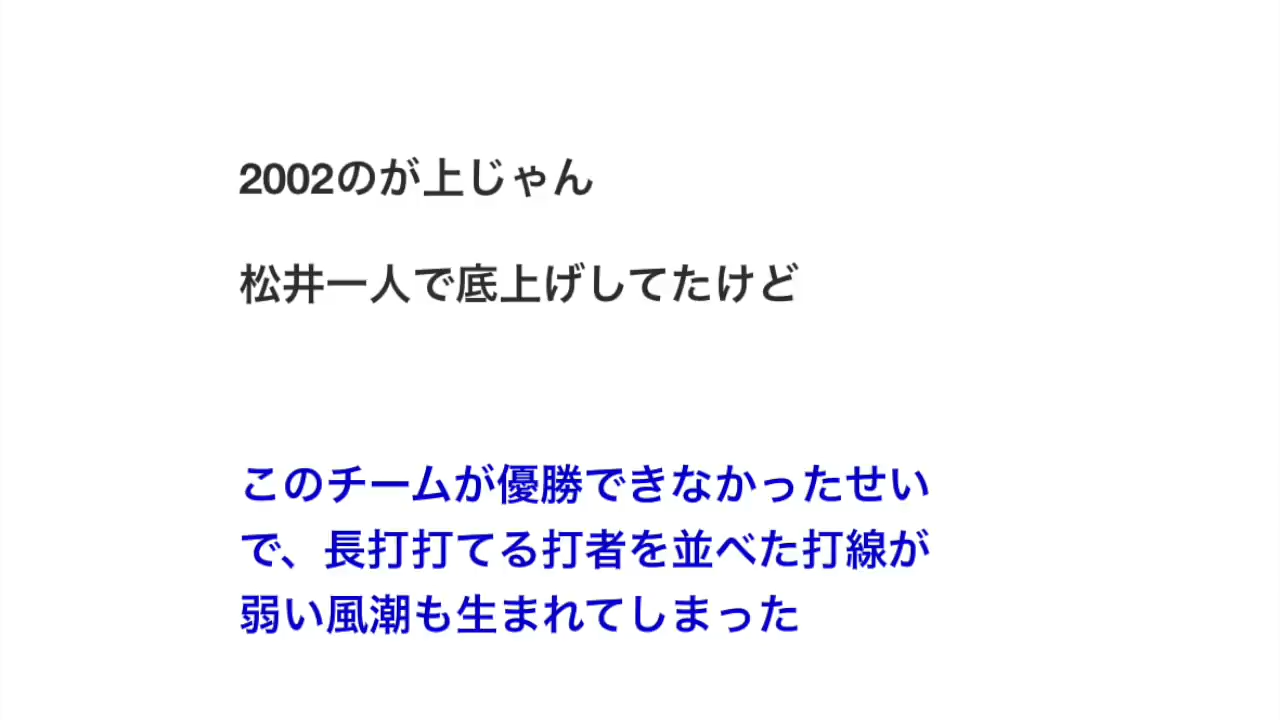 2002のが上じゃん
松井一人で底上げしてたけど
このチームが優勝できなかったせい
で、長打打てる打者を並べた打線が
弱い風潮も生まれてしまった